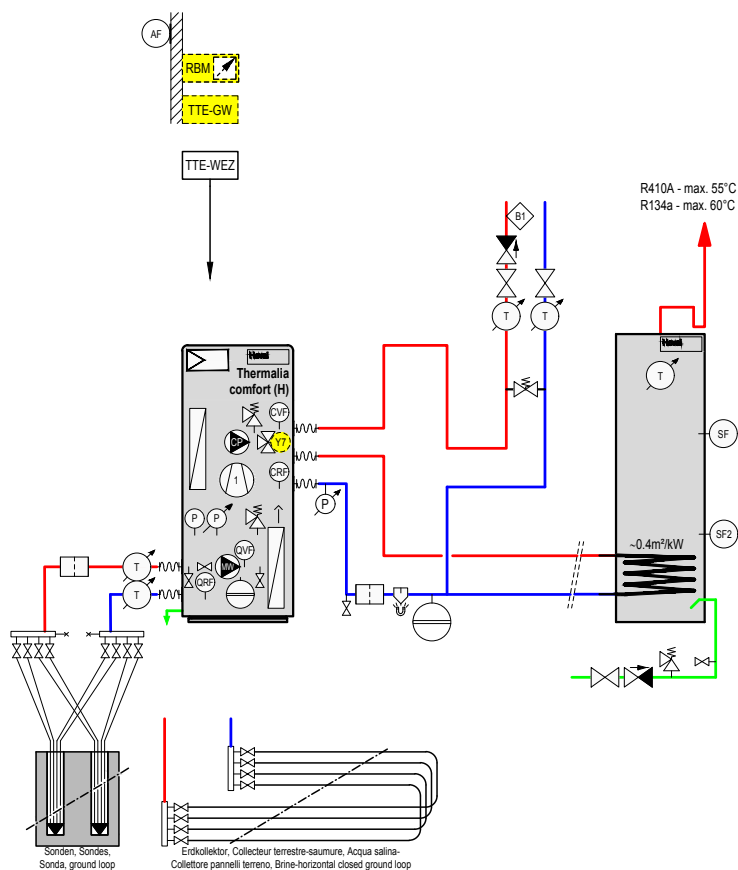 AF
RBM
TTE-GW
TTE-WEZ
R410A - max. 55°C
R134a - max. 60°C
B1
T
T
Thermalia
comfort (H)
T
CVF
CP
Y7
SF
CRF
1
P
P
P
SF2
~0.4m²/kW
QVF
MW
QRF
T
T
Sonden, Sondes,
Sonda, ground loop
Erdkollektor, Collecteur terrestre-saumure, Acqua salina-
Collettore pannelli terreno, Brine-horizontal closed ground loop